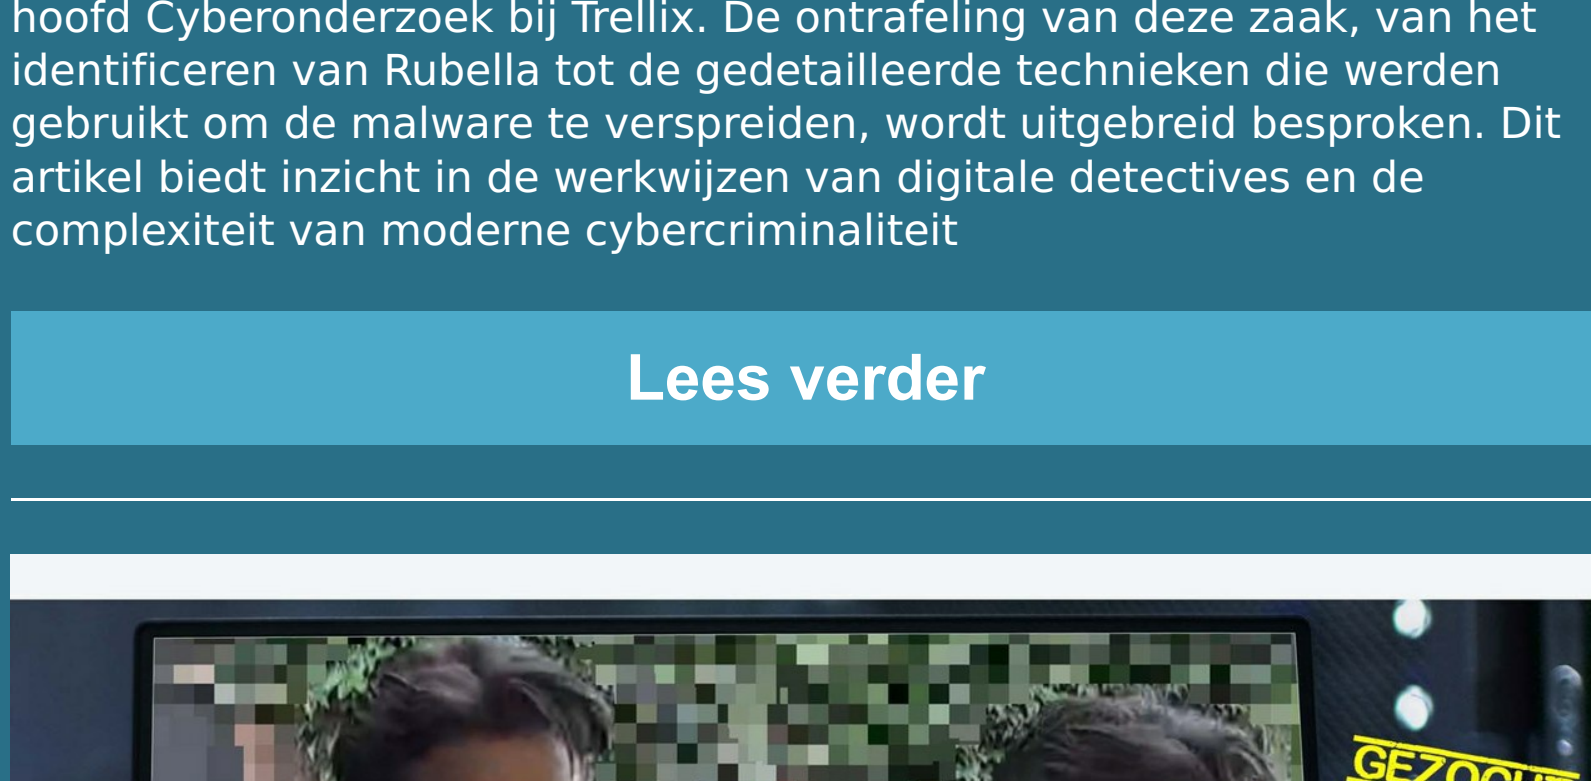 hoofd Cyberonderzoek bij Trellix. De ontrafeling van deze zaak, van het
identificeren van Rubella tot de gedetailleerde technieken die werden
gebruikt om de malware te verspreiden, wordt uitgebreid besproken. Dit
artikel biedt inzicht in de werkwijzen van digitale detectives en de
complexiteit van moderne cybercriminaliteit
Lees verder